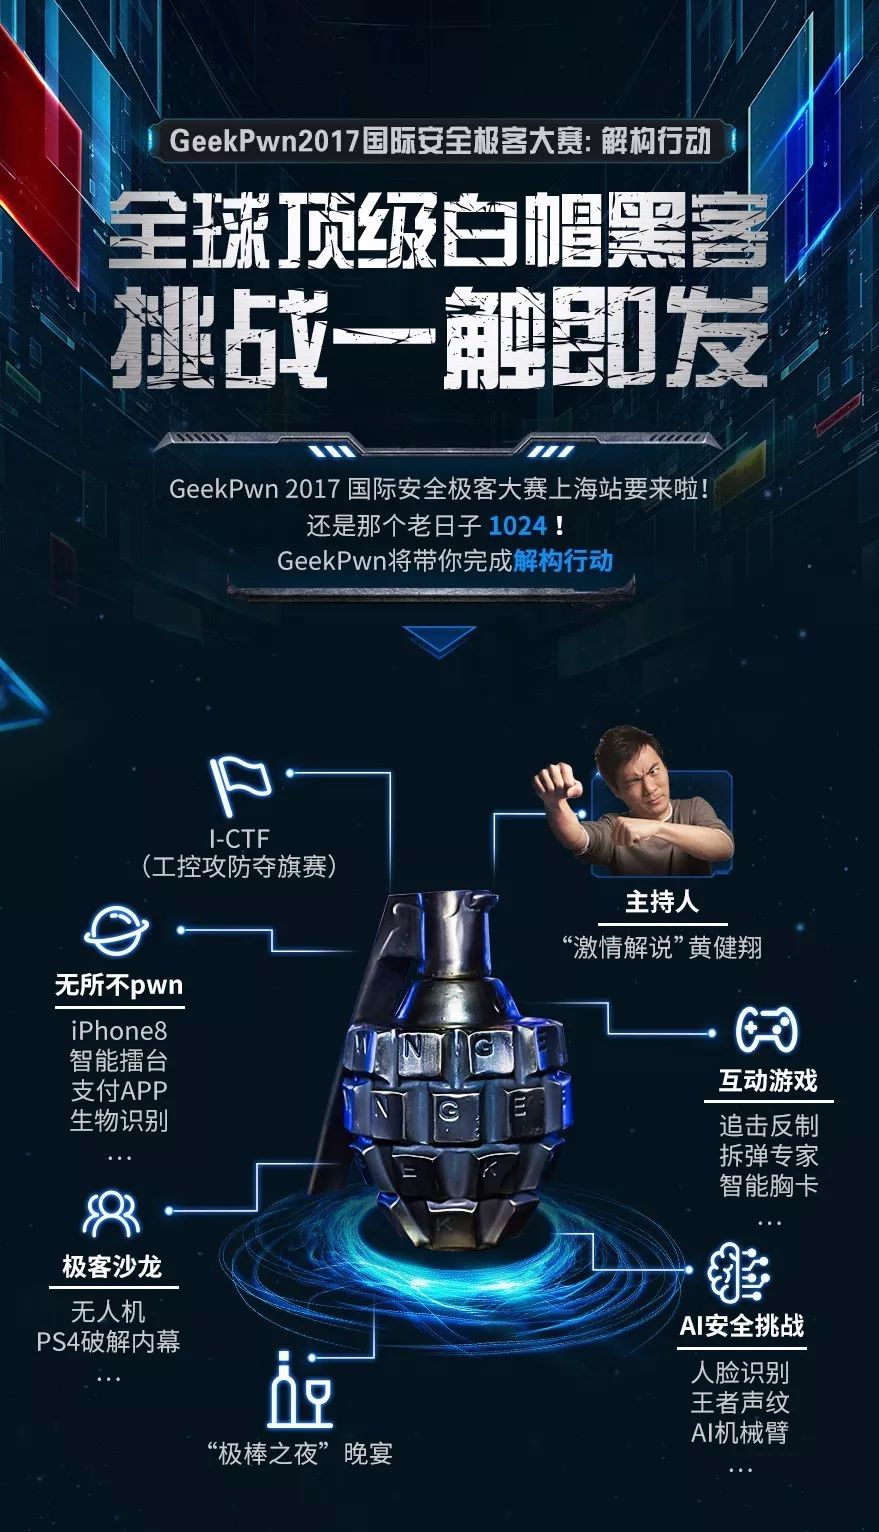 GeekPwn2017国际安全极客大赛: 解构行动
全球顶级白帽黑客
挑战一触即发
GeekPwn 2017 国际安全极客大赛上海站要来啦！
还是那个老日子 1024！
GeekPwn将带你完成解构行动
I-CTF
（工控攻防夺旗赛）
主持人
“激情解说”黄健翔
无所不pwn
iPhone8
智能擂台
支付APP
生物识别
...
互动游戏
追击反制
拆弹专家
智能胸卡
...
INGE
NGE
EK
K
极客沙龙
无人机
PS4破解内幕
...
AI安全挑战
人脸识别
王者声纹
AI机械臂
...
“极棒之夜”晚宴